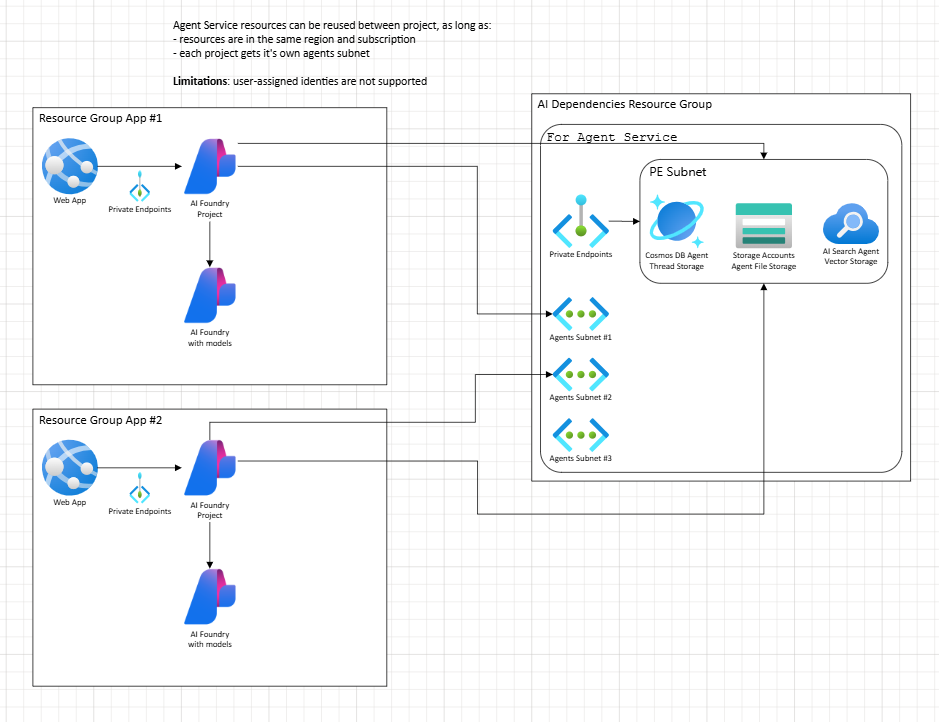 Agent Service resources can be reused between project, as long as:
- resources are in the same region and subscription
- each project gets it's own agents subnet
Limitations: user-assigned identies are not supported
Resource Group App #1
Web App
Private Endpoints
AI Foundry
Project
AI Foundry
with models
AI Dependencies Resource Group
For Agent Service
PE Subnet
Private Endpoints
Cosmos DB Agent
Thread Storage
Storage Accounts
Agent File Storage
AI Search Agent
Vector Storage
Agents Subnet #1
Agents Subnet #2
Agents Subnet #3
Resource Group App #2
Web App
Private Endpoints
AI Foundry
Project
AI Foundry
with models